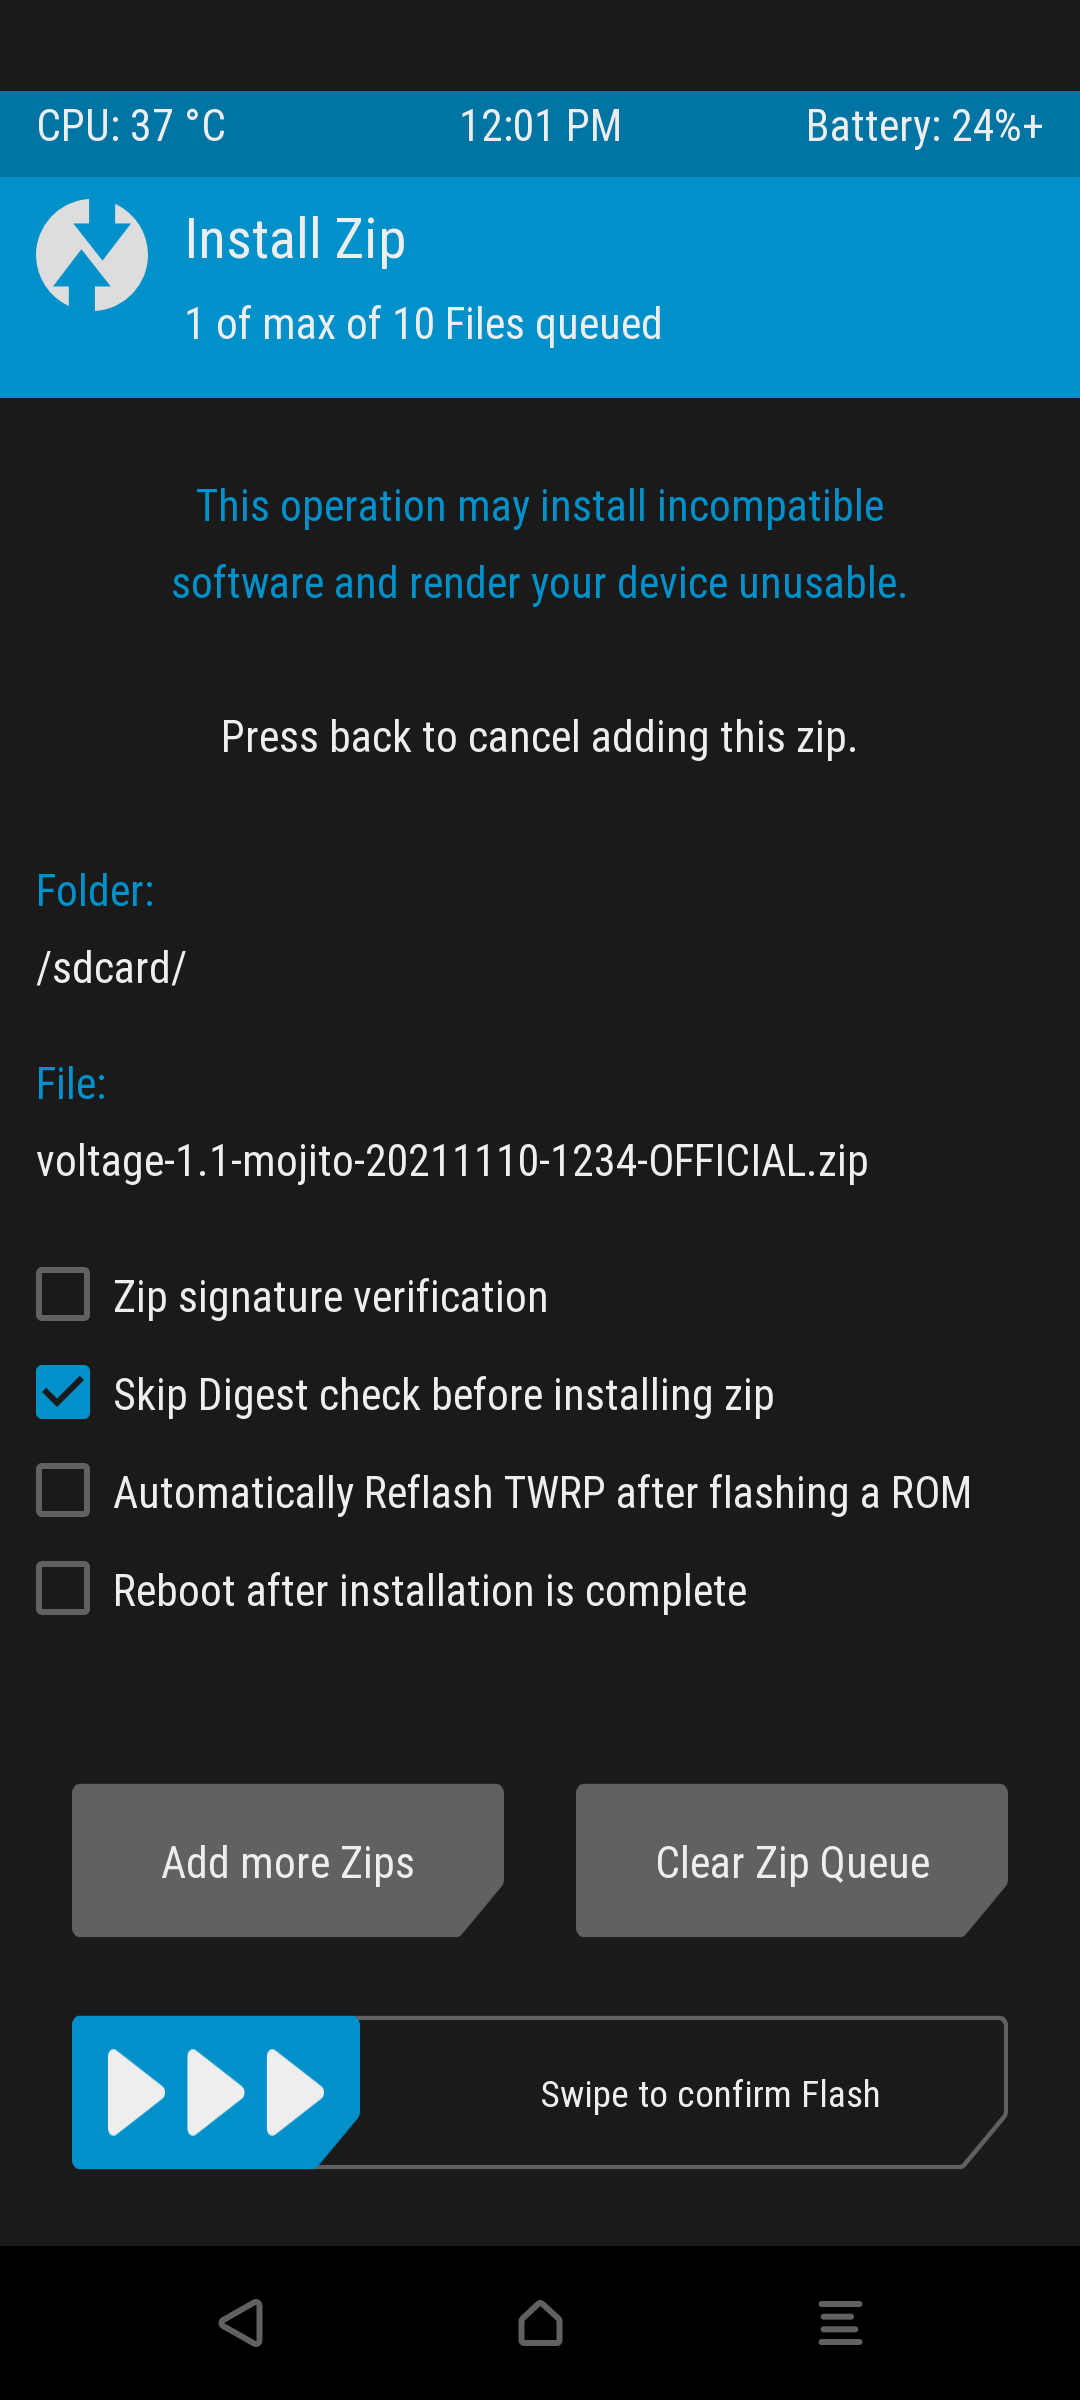 CPU: 37 °C 12:01 PM Battery: 24%+
Install Zip
1 of max of 10 Files queued
This operation may install incompatible
software and render your device unusable.
Press back to cancel adding this zip.
Folder:
/sdcard/
File:
voltage-1.1-mojito-20211110-1234-OFFICIAL.zip
Zip signature verification
Skip Digest check before installing zip
Automatically Reflash TWRP after flashing a ROM
Reboot after installation is complete
Add more Zips Clear Zip Queue
Swipe to confirm Flash